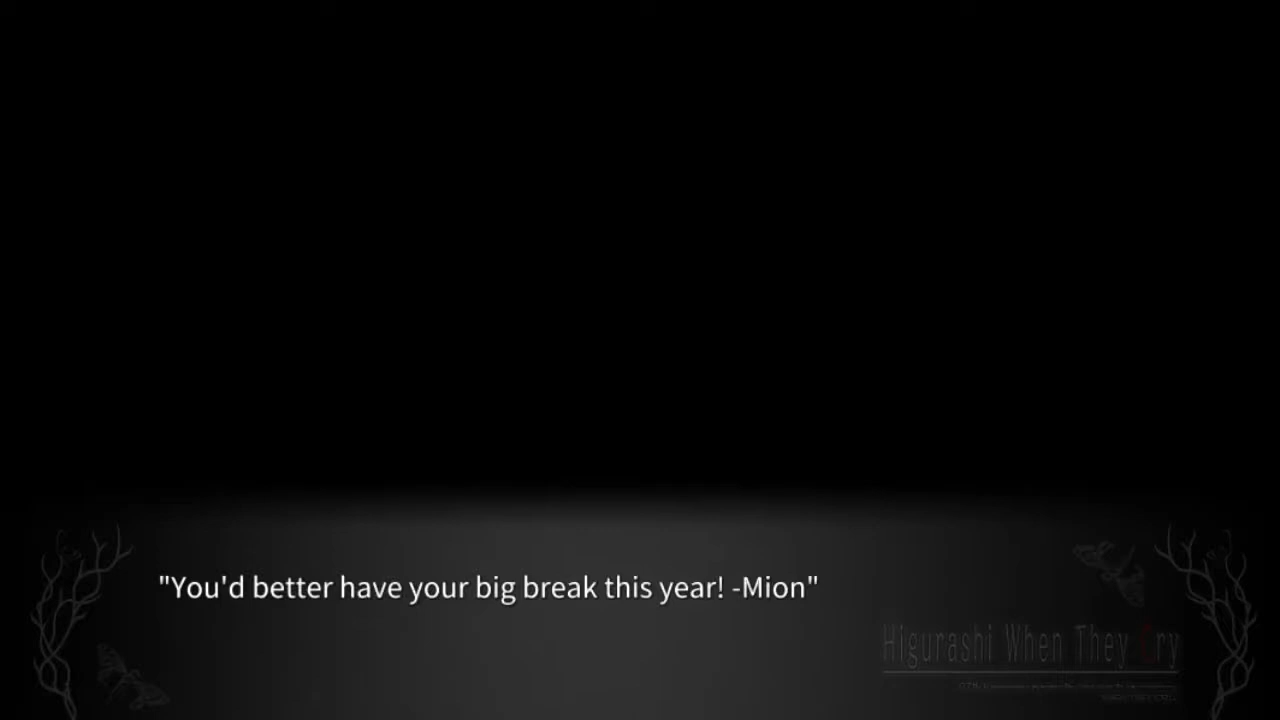 "You'd better have your big break this year! -Mion"
Higurashi When They Cry